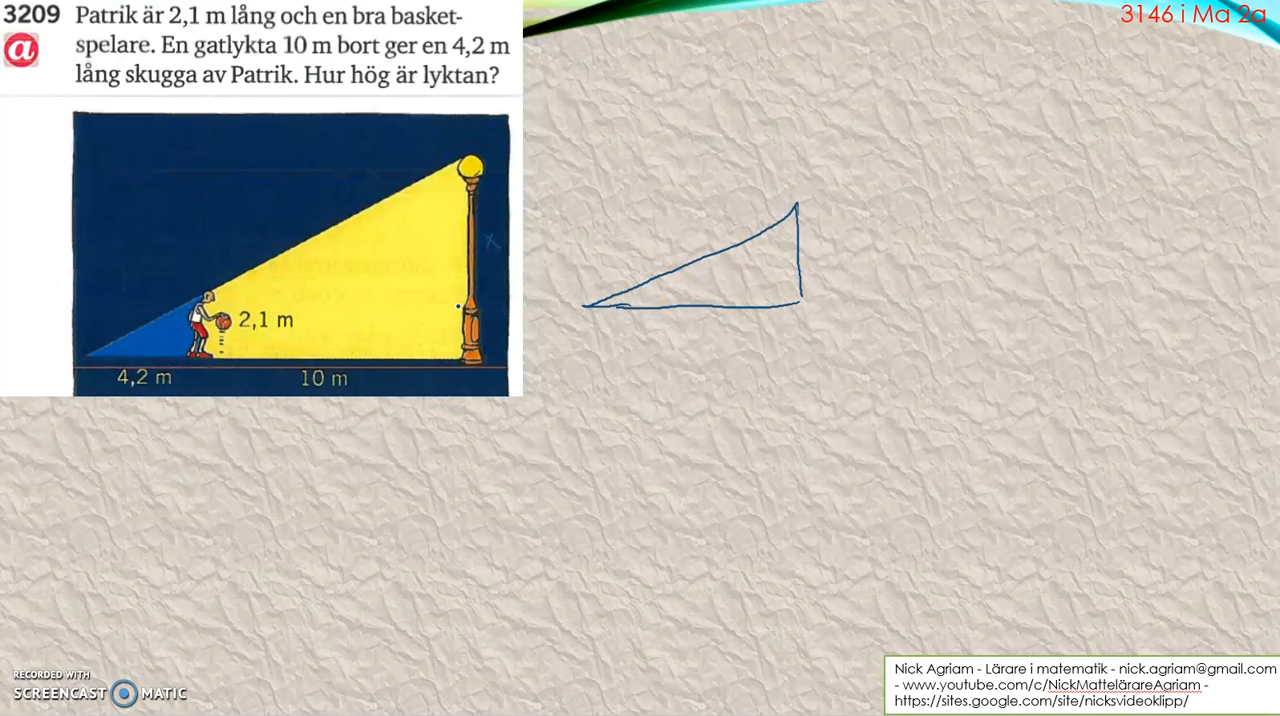 3209 Patrik är 2,1 m lång och en bra basket-
a spelare. En gatlykta 10 m bort ger en 4,2 m
lång skugga av Patrik. Hur hög är lyktan?
3146 i Ma 2a
x
2,1 m
4,2 m 10 m
RECORDED WITH
SCREENCAST MATIC
Nick Agriam - Lärare i matematik - nick.agriam@gmail.com
- www.youtube.com/c/NickMattelärareAgriam -
https://sites.google.com/site/nicksvideoklipp/